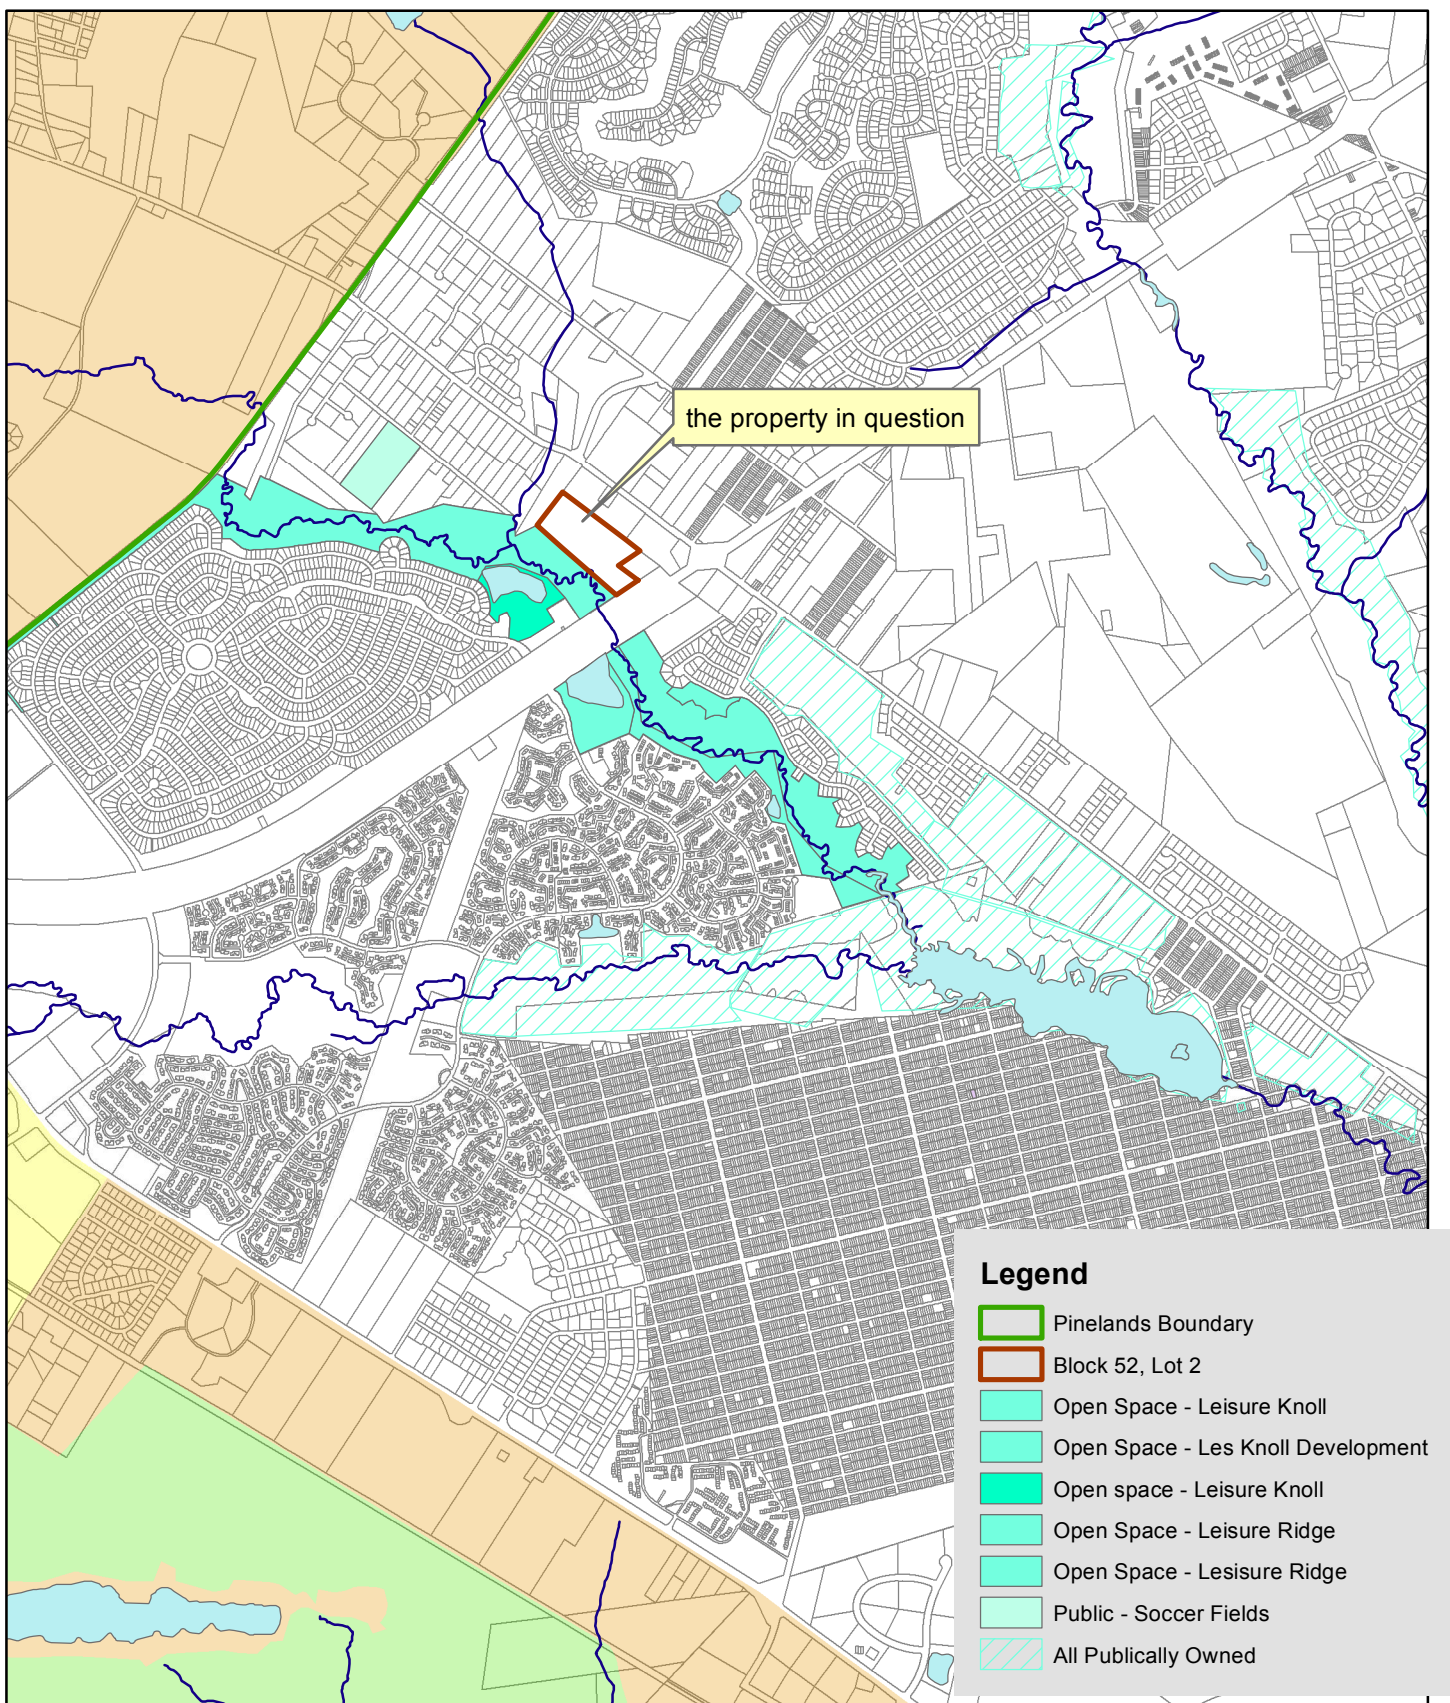 the property in question
Legend
Pinelands Boundary
Block 52, Lot 2
Open Space - Leisure Knoll
Open Space - Les Knoll Development
Open space - Leisure Knoll
Open Space - Leisure Ridge
Open Space - Lesisure Ridge
Public - Soccer Fields
All Publically Owned